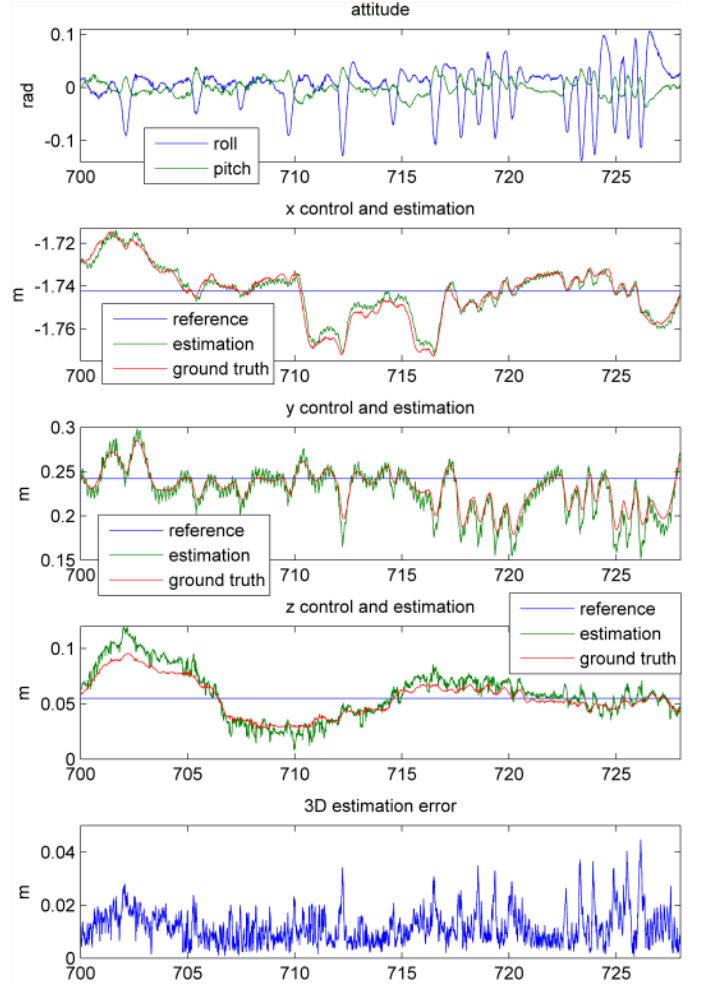 attitude
0.1
0
-0.1
rad
roll
pitch
700 705 710 715 720 725
x control and estimation
-1.72
-1.74
-1.76
m
reference
estimation
ground truth
700 705 710 715 720 725
y control and estimation
0.3
0.25
0.2
0.15
m
reference
estimation
ground truth
700 705 710 715 720 725
z control and estimation
0.1
0.05
0
m
reference
estimation
ground truth
700 705 710 715 720 725
3D estimation error
0.04
0.02
0
m
700 705 710 715 720 725